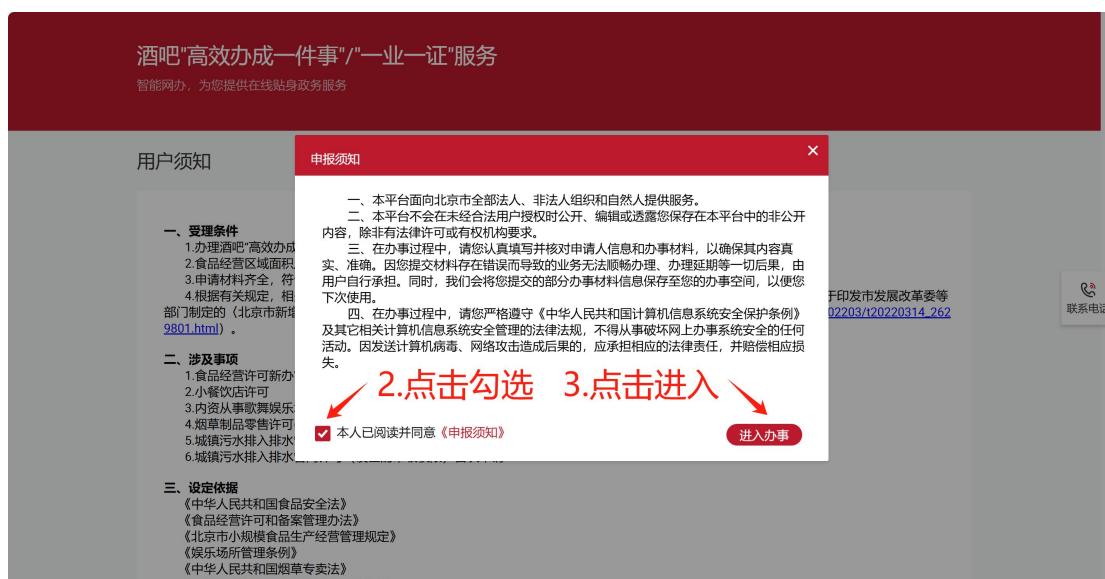 酒吧"高效办成一件事"/"一业一证"服务
智能网办，为您提供在线贴身政务服务
用户须知
申报须知
×
一、本平台面向北京市全部法人、非法人组织和自然人提供服务。
二、本平台不会在未经合法用户授权时公开、编辑或透露您保存在本平台中的非公开
内容，除非有法律许可或有权机构要求。
三、在办事过程中，请您认真填写并核对申请人信息和办事材料，以确保其内容真
实、准确。因您提交材料存在错误而导致的业务无法顺畅办理、办理延期等一切后果，由
用户自行承担。同时，我们会将您提交的部分办事材料信息保存至您的办事空间，以便您
下次使用。
四、在办事过程中，请您严格遵守《中华人民共和国计算机信息系统安全保护条例》
及其它相关计算机信息系统安全管理的法律法规，不得从事破坏网上办事系统安全的任何
活动。因发送计算机病毒、网络攻击造成后果的，应承担相应的法律责任，并赔偿相应损
失。
2.点击勾选 3.点击进入
本人已阅读并同意《申报须知》
进入办事
一、受理条件
1.办理酒吧"高效办成
2.食品经营区域面积
3.申请材料齐全，符
4.根据有关规定，相 于印发市发展改革委等
部门制定的〈北京市新增 02203/t20220314_262
9801.html）。
二、涉及事项
1.食品经营许可新办
2.小餐饮店许可
3.内资从事歌舞娱乐
4.烟草制品零售许可
5.城镇污水排入排水
6.城镇污水排入排水
三、设定依据
《中华人民共和国食品安全法》
《食品经营许可和备案管理办法》
《北京市小规模食品生产经营管理规定》
《娱乐场所管理条例》
《中华人民共和国烟草专卖法》
联系电话